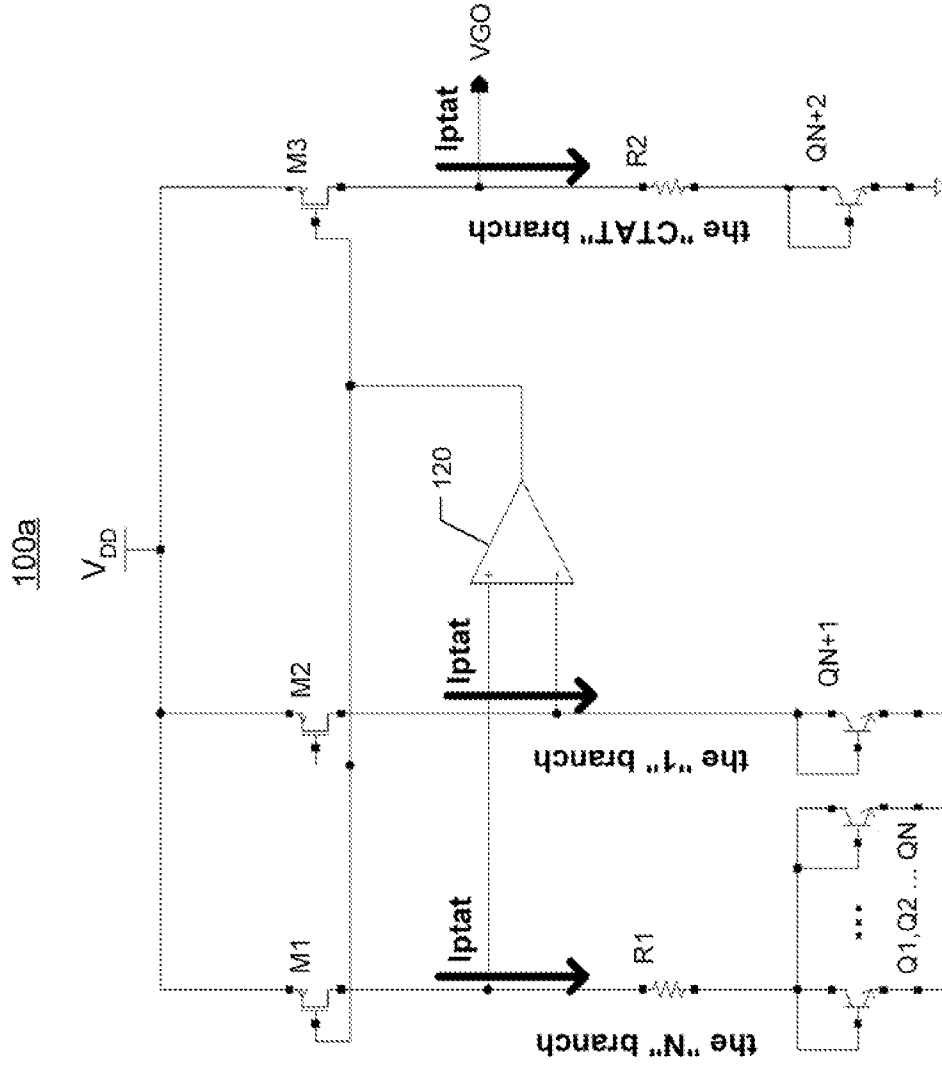 100a
VDD
M1
M2
M3
Iptat
Iptat
Iptat
VGO
120
+
−
the "N" branch
the "1" branch
the "CTAT" branch
R1
R2
Q1,Q2 ... QN
QN+1
QN+2